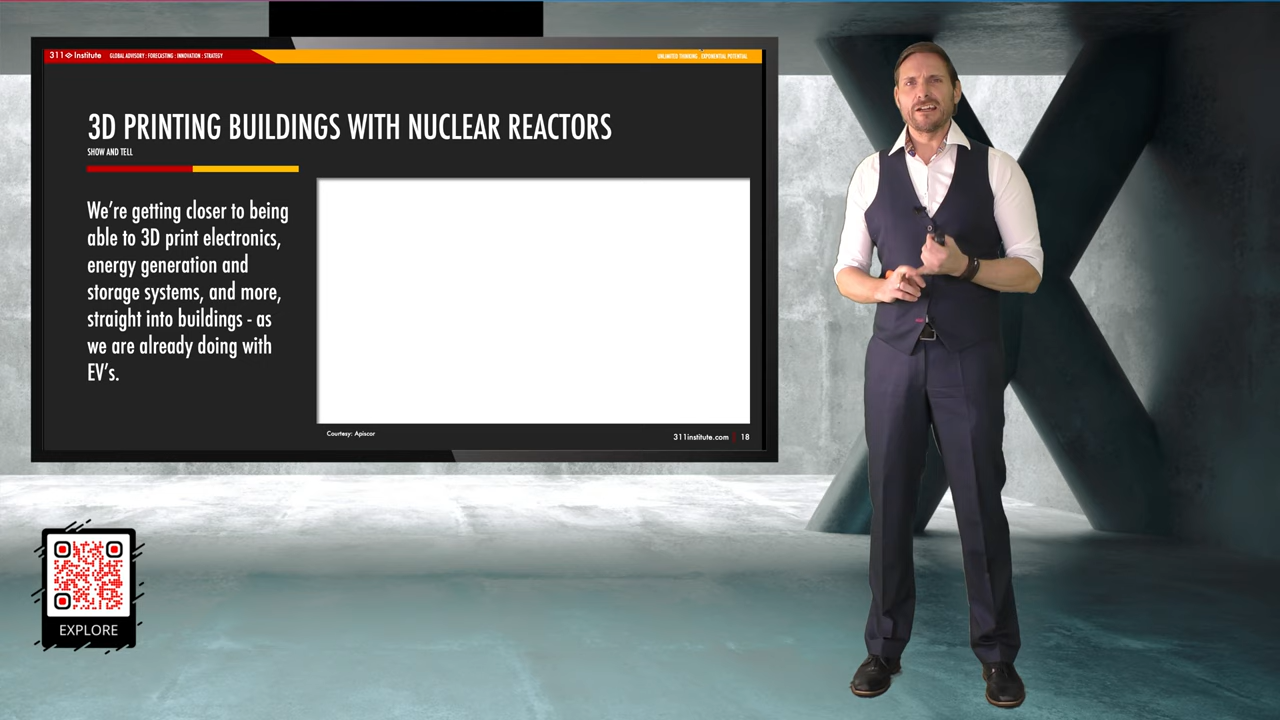 311 Institute GLOBAL ADVISORY : FORECASTING : INNOVATION : STRATEGY
UNLIMITED THINKING . EXPONENTIAL POTENTIAL
3D PRINTING BUILDINGS WITH NUCLEAR REACTORS
SHOW AND TELL
We're getting closer to being
able to 3D print electronics,
energy generation and
storage systems, and more,
straight into buildings - as
we are already doing with
EV's.
Courtesy: Apiscor
311institute.com | 18
EXPLORE